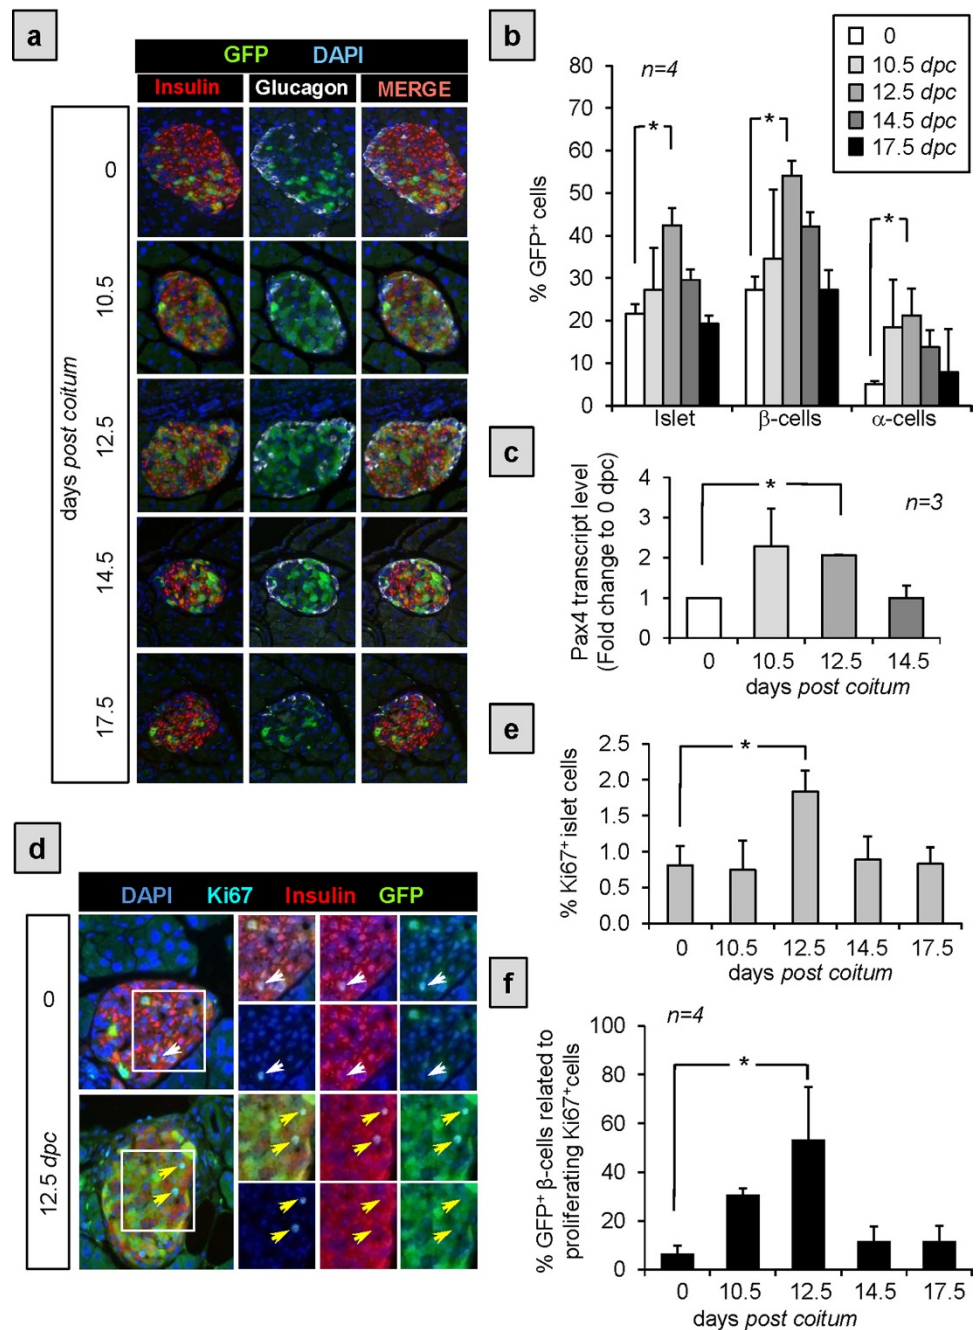 a
GFP DAPI
Insulin Glucagon MERGE
days post coitum
0
10.5
12.5
14.5
17.5
b
0
10.5 dpc
12.5 dpc
14.5 dpc
17.5 dpc
n=4
% GFP+ cells
80
70
60
50
40
30
20
10
0
* * *
Islet β-cells α-cells
c
Pax4 transcript level
(Fold change to 0 dpc)
4
3
2
1
0
*
n=3
0 10.5 12.5 14.5
days post coitum
d
DAPI Ki67 Insulin GFP
0
12.5 dpc
e
% Ki67+ islet cells
2.5
2.0
1.5
1.0
0.5
0.0
*
0 10.5 12.5 14.5 17.5
days post coitum
f
% GFP+ β-cells related to
proliferating Ki67+cells
100
80
60
40
20
0
n=4
*
0 10.5 12.5 14.5 17.5
days post coitum